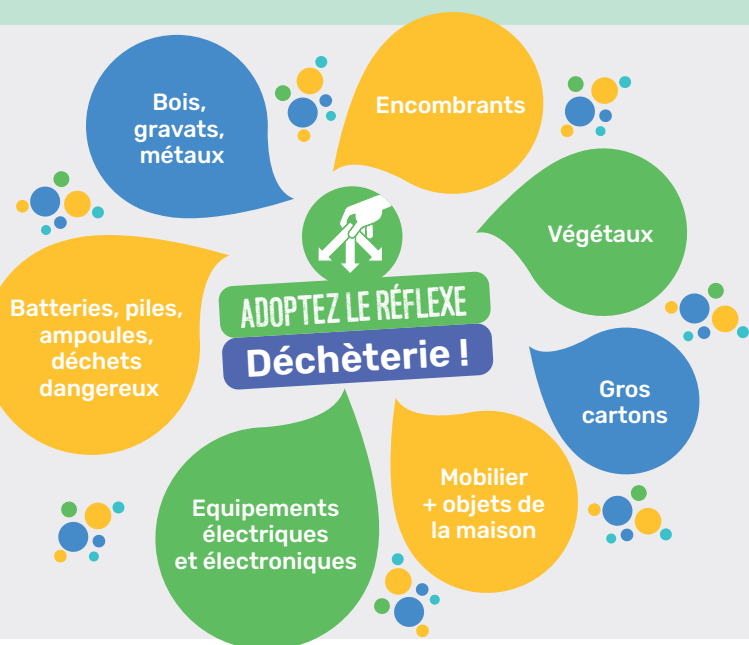 Bois,
gravats,
métaux
Encombrants
Végétaux
Batteries, piles,
ampoules,
déchets
dangereux
ADOPTEZ LE RÉFLEXE
Déchèterie !
Gros
cartons
Mobilier
+ objets de
la maison
Equipements
électriques
et électroniques